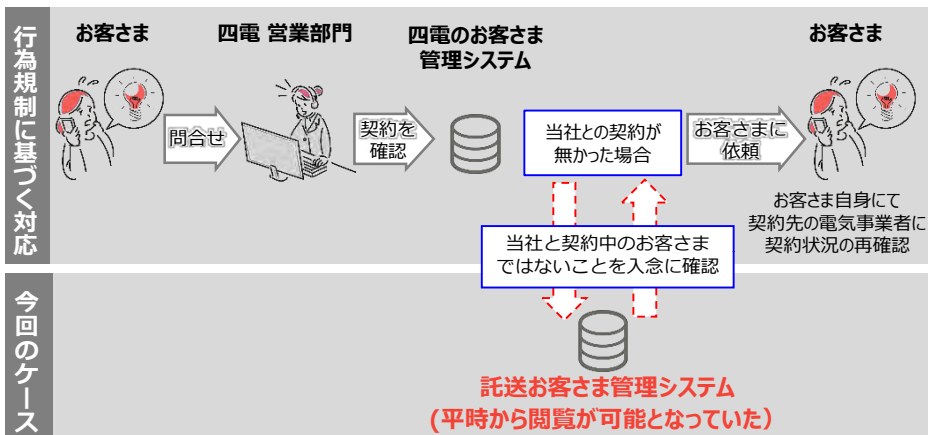 行為規制に基づく対応
お客さま
四電 営業部門
四電のお客さま
管理システム
お客さま
問合せ
契約を
確認
当社との契約が
無かった場合
お客さまに
依頼
お客さま自身にて
契約先の電気事業者に
契約状況の再確認
当社と契約中のお客さま
ではないことを入念に確認
今回のケース
託送お客さま管理システム
(平時から閲覧が可能となっていた）